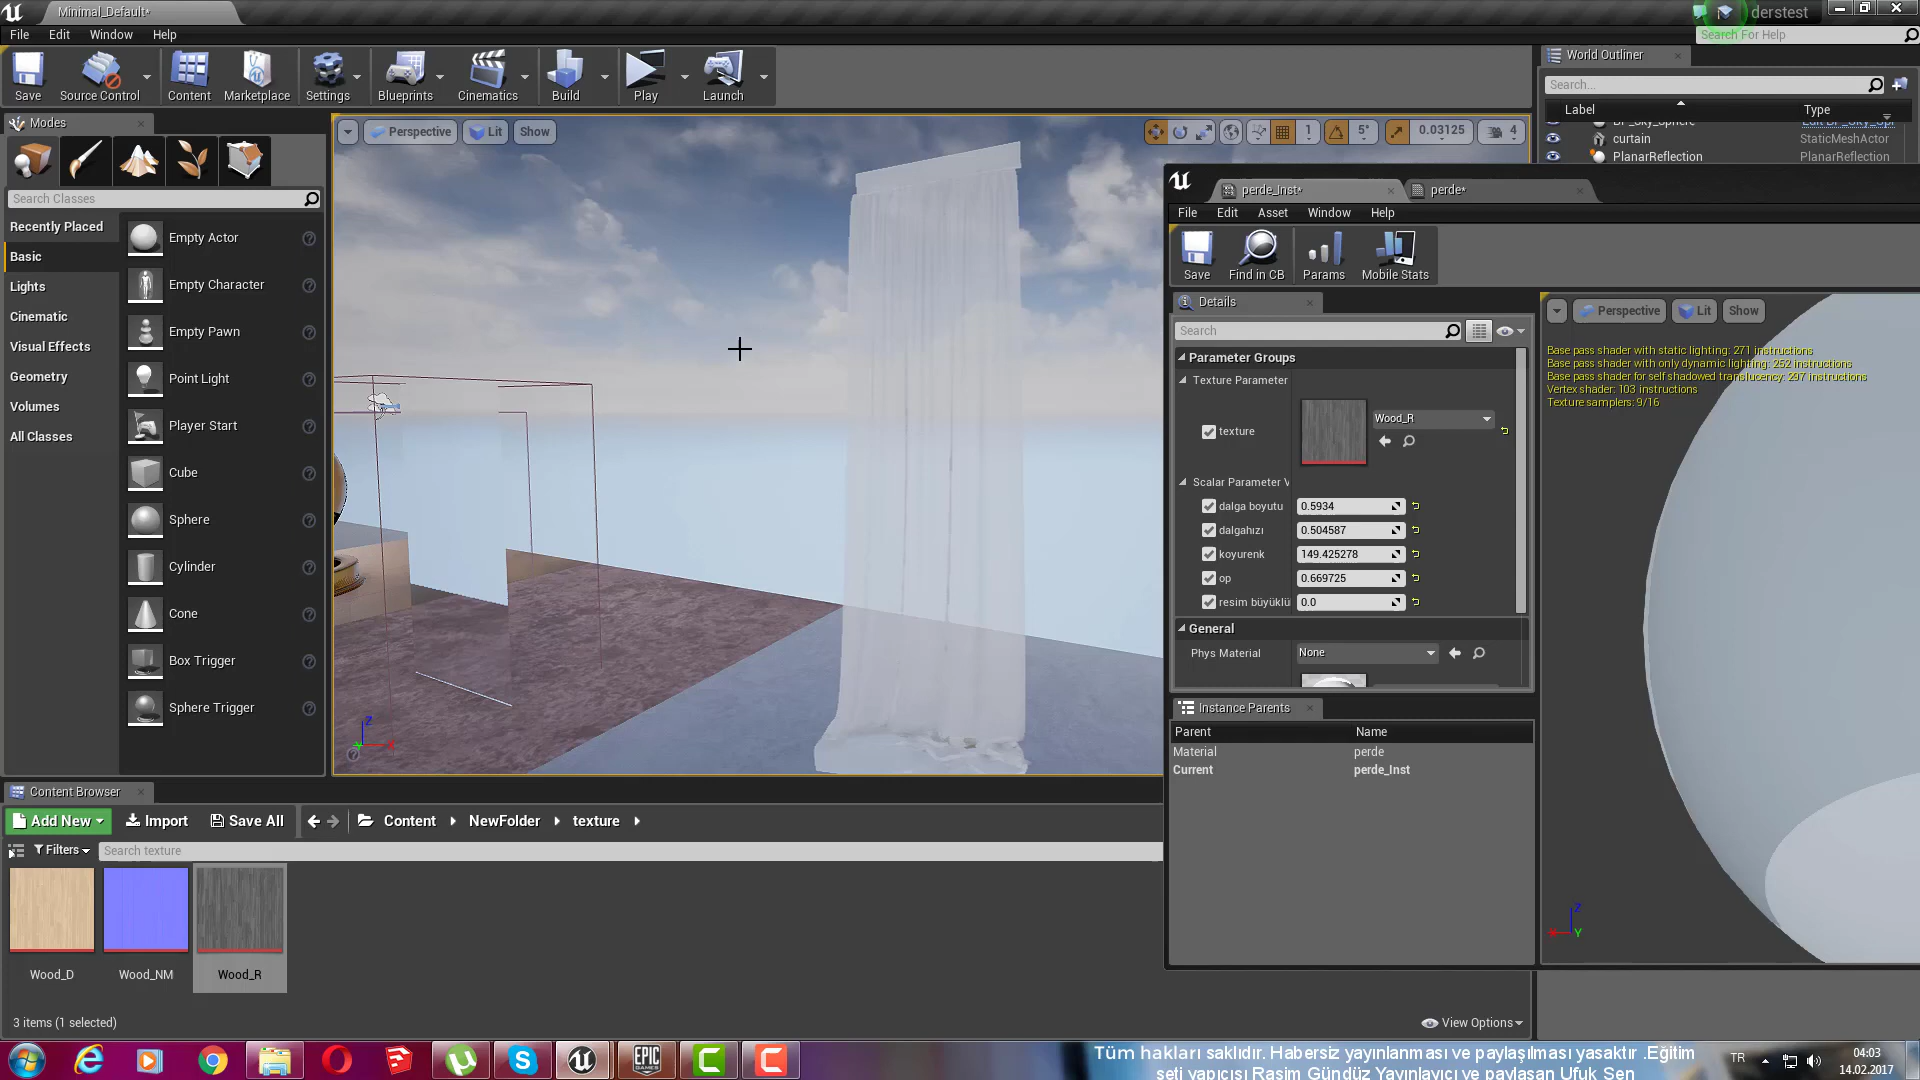 Minimal_Default*
derstest
File Edit Window Help
Search For Help
Save
Source Control
Content
Marketplace
Settings
Blueprints
Cinematics
Build
Play
Launch
World Outliner
Search...
Label Type
curtain StaticMeshActor
PlanarReflection PlanarReflection
Modes
Search Classes
Recently Placed
Basic
Lights
Cinematic
Visual Effects
Geometry
Volumes
All Classes
Empty Actor
Empty Character
Empty Pawn
Point Light
Player Start
Cube
Sphere
Cylinder
Cone
Box Trigger
Sphere Trigger
Perspective Lit Show
1 5° 0.03125 4
Z
X
Y
perde_Inst* perde*
File Edit Asset Window Help
Save Find in CB Params Mobile Stats
Details
Search
Parameter Groups
Texture Parameter
texture
Wood_R
Scalar Parameter V
dalga boyutu 0.5934
dalgahızı 0.504587
koyurenk 149.425278
op 0.669725
resim büyüklü 0.0
General
Phys Material None
Instance Parents
Parent Name
Material perde
Current perde_Inst
Perspective Lit Show
Base pass shader with static lighting: 271 instructions
Base pass shader with only dynamic lighting: 252 instructions
Base pass shader for self shadowed translucency: 297 instructions
Vertex shader: 103 instructions
Texture samplers: 9/16
Z
X
Y
Content Browser
Add New Import Save All Content NewFolder texture
Filters Search texture
Wood_D Wood_NM Wood_R
3 items (1 selected)
View Options
EPIC
GAMES
Tüm hakları saklıdır. Habersiz yayınlanması ve paylaşılması yasaktır .Eğitim
seti yapıcısı Rasim Gündüz Yayınlayıcı ve paylaşan Ufuk Şen
TR
04:03
14.02.2017